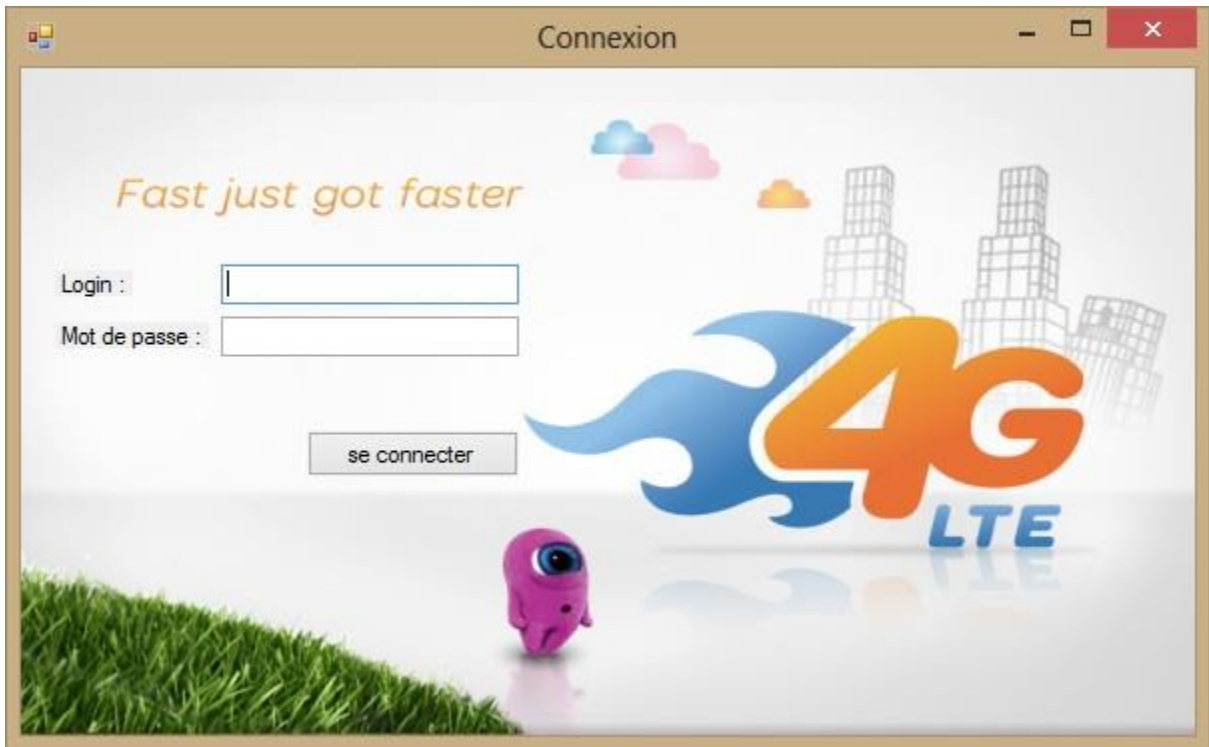 Connexion
Fast just got faster
Login :
Mot de passe :
se connecter
4G
LTE